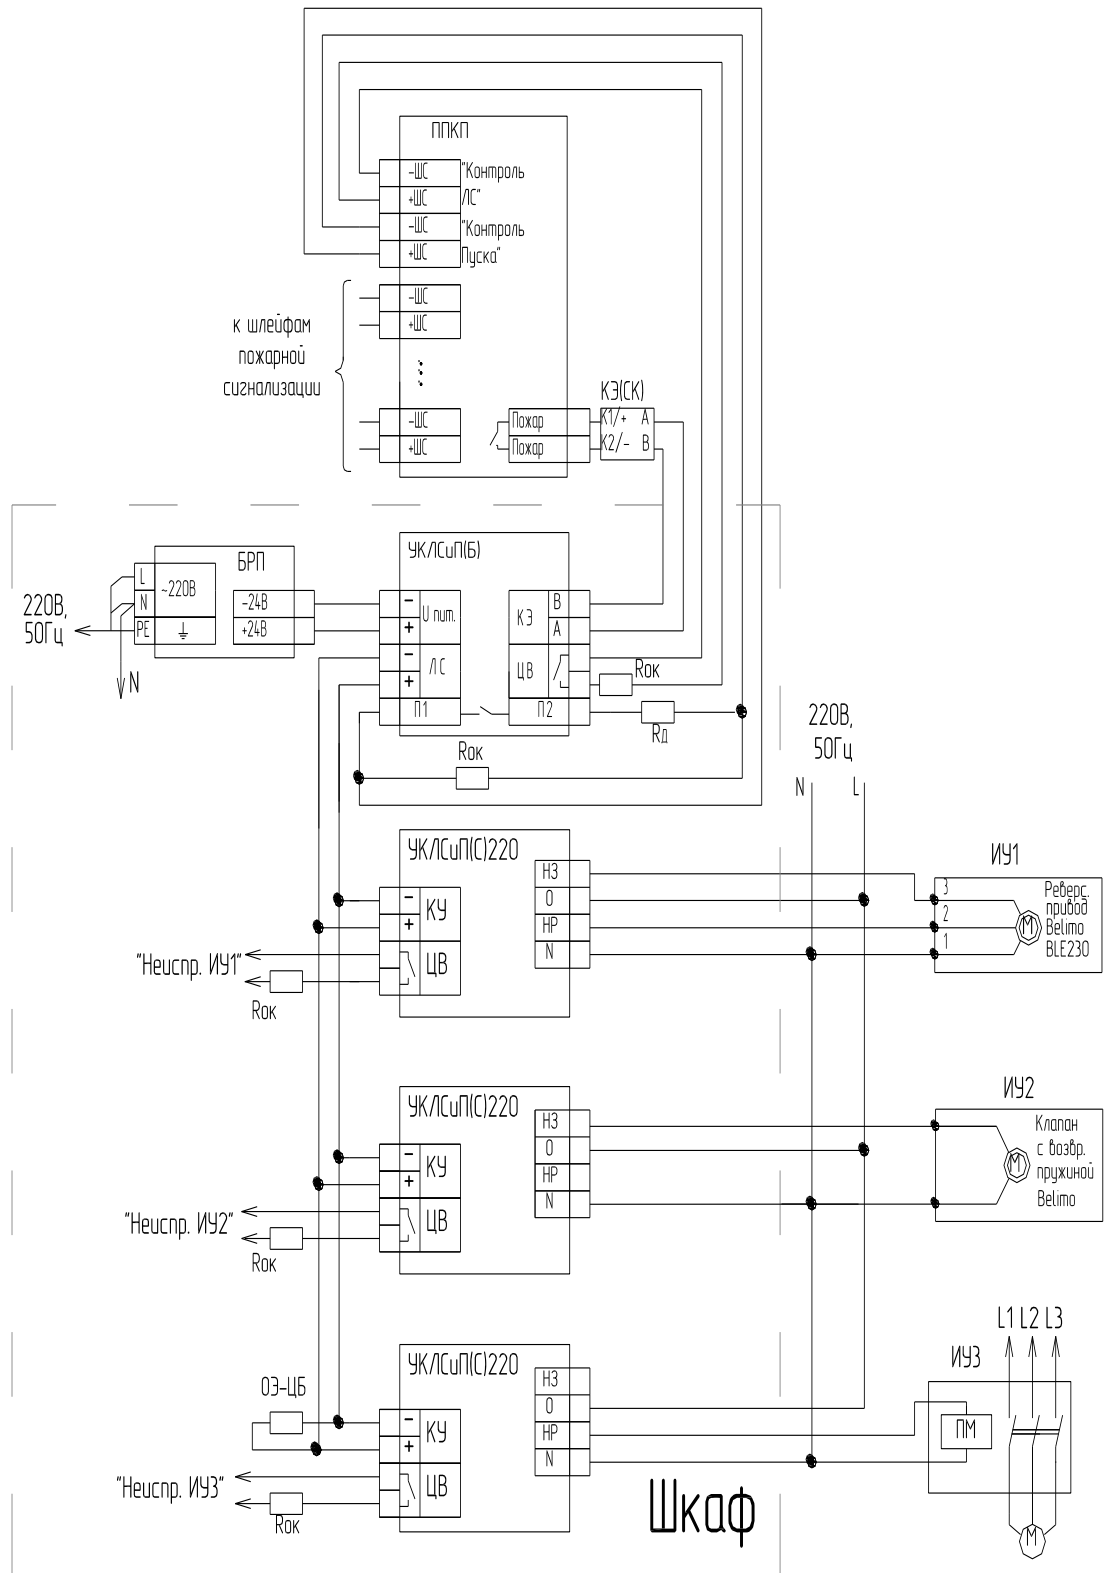 ППКП
-ШС "Контроль
+ШС ЛС"
-ШС "Контроль
+ШС Пуска"
-ШС
+ШС
к шлейфам
пожарной
сигнализации
КЭ(СК)
-ШС Пожар К1/+ А
+ШС Пожар К2/- В
УКЛСиП(Б)
БРП
220В,
50Гц
L
N
PE
~220В
-24В
+24В
N
- U пит.
+
- ЛС
+
П1
КЭ В
А
ЦВ
П2
Rок
Rд
Rок
220В,
50Гц
N L
УКЛСиП(С)220
- КУ
+
ЦВ
НЗ
О
НР
N
"Неиспр. ИУ1"
Rок
ИУ1
3
2
1
М
Реверс.
привод
Belimo
BLE230
УКЛСиП(С)220
- КУ
+
ЦВ
НЗ
О
НР
N
"Неиспр. ИУ2"
Rок
ИУ2
М
Клапан
с возвр.
пружиной
Belimo
УКЛСиП(С)220
ОЭ-ЦБ
- КУ
+
ЦВ
НЗ
О
НР
N
"Неиспр. ИУ3"
Rок
L1 L2 L3
ИУ3
ПМ
М
Шкаф